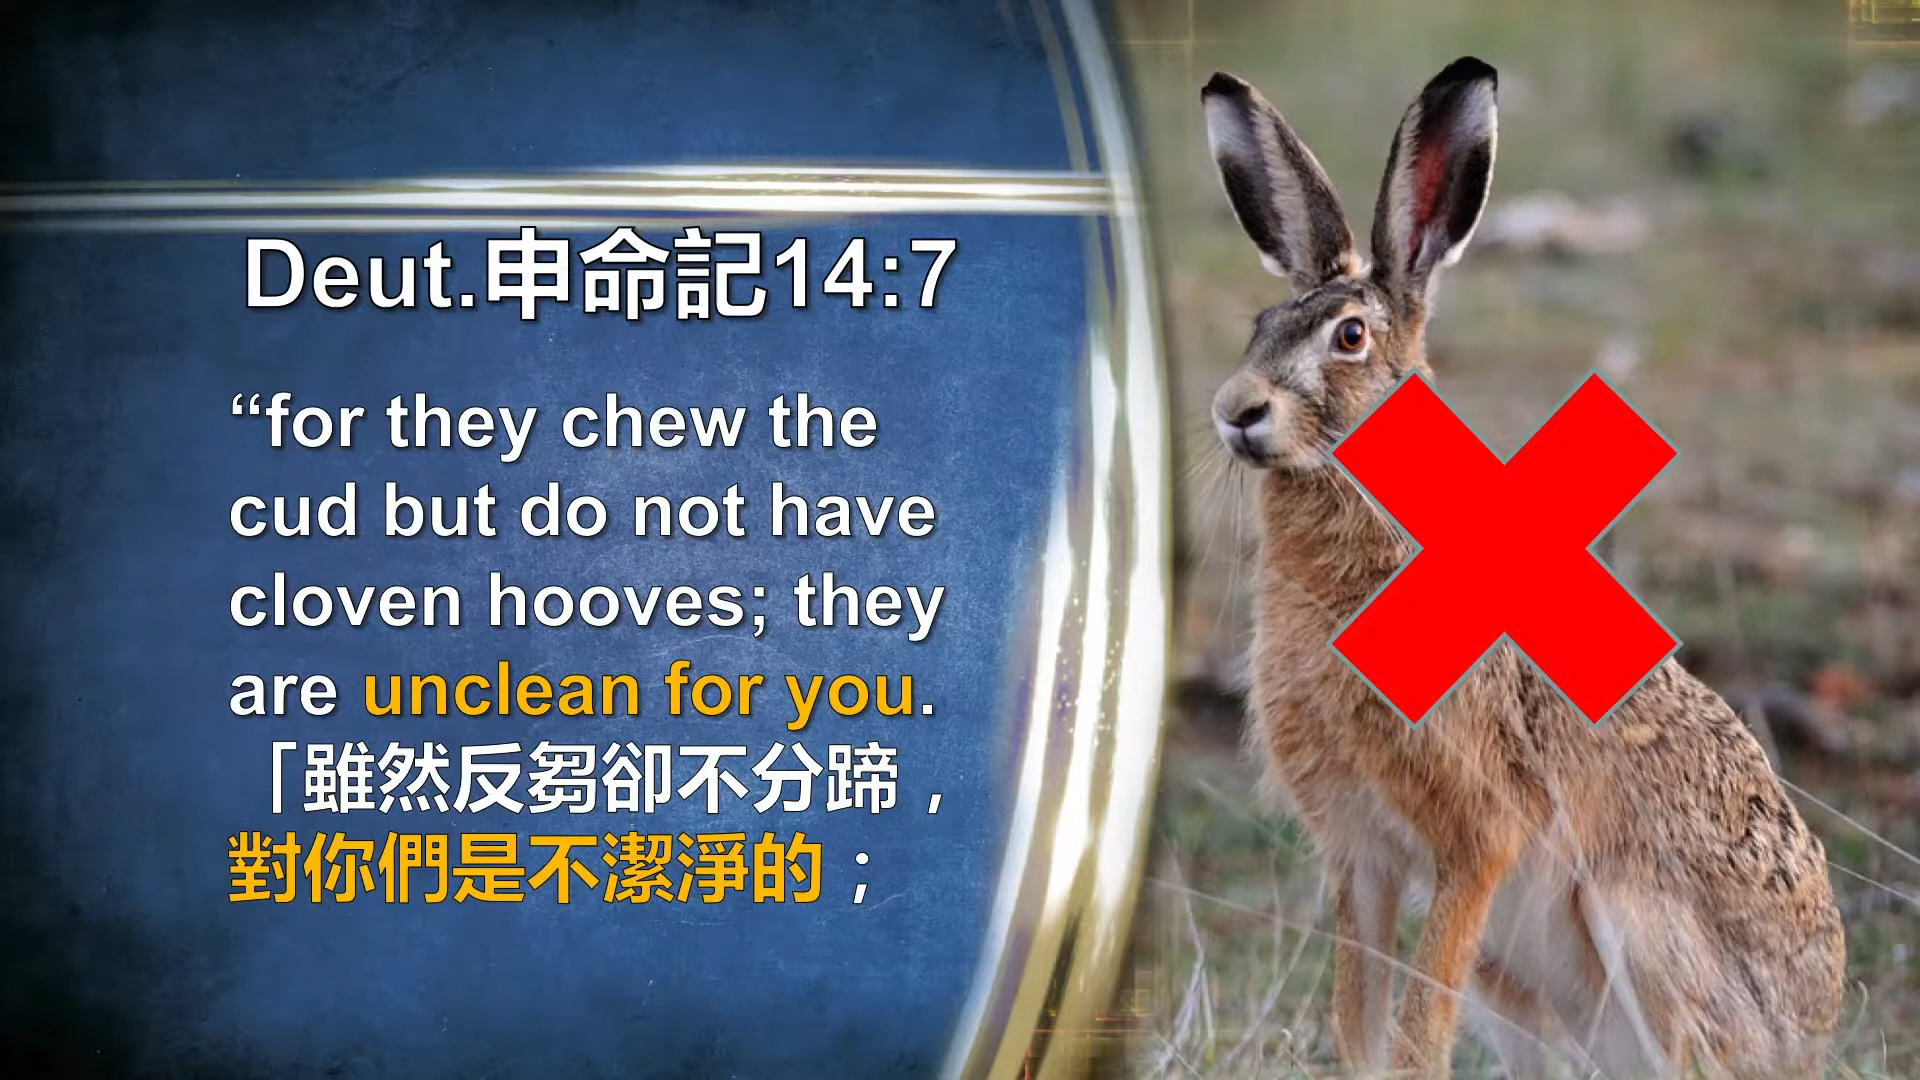 Deut.申命記14:7
“for they chew the
cud but do not have
cloven hooves; they
are unclean for you.
「雖然反芻卻不分蹄，
對你們是不潔淨的；